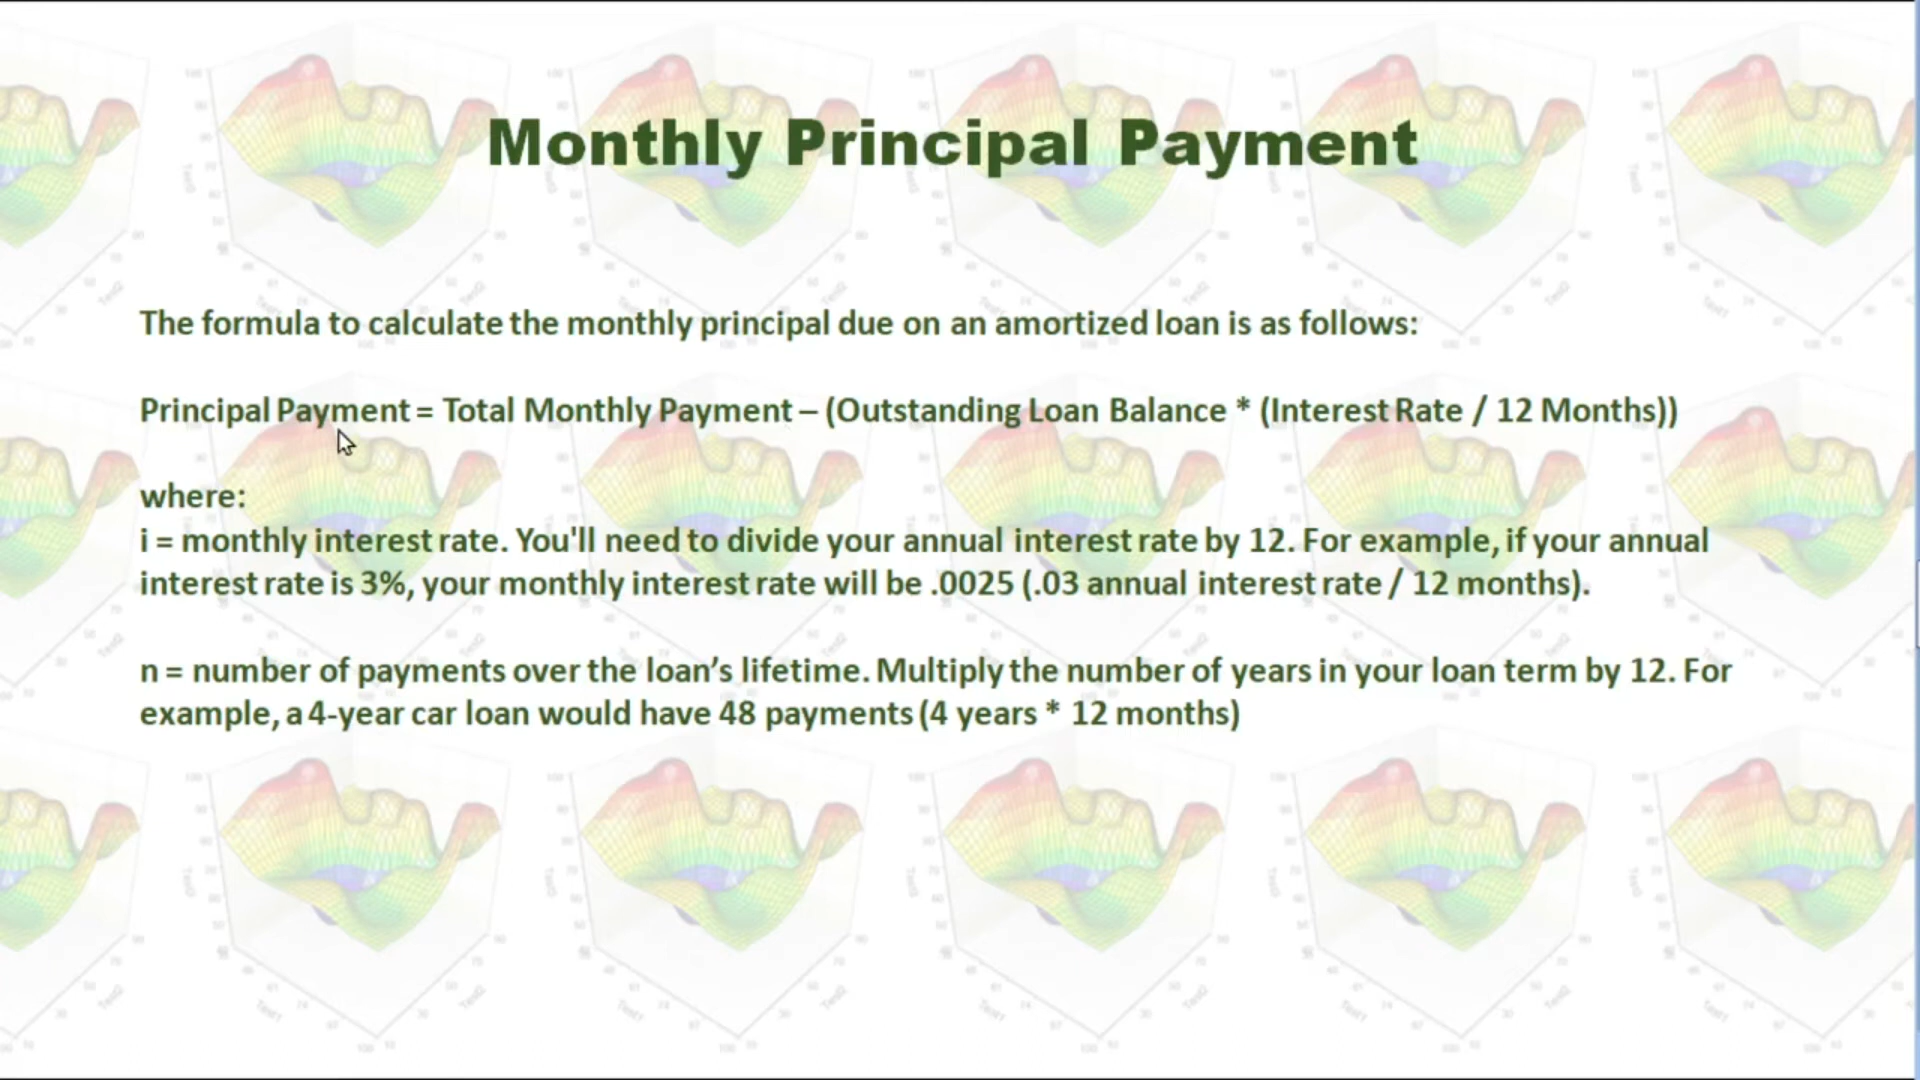 Monthly Principal Payment
The formula to calculate the monthly principal due on an amortized loan is as follows:
Principal Payment = Total Monthly Payment – (Outstanding Loan Balance * (Interest Rate / 12 Months))
where:
i = monthly interest rate. You'll need to divide your annual interest rate by 12. For example, if your annual
interest rate is 3%, your monthly interest rate will be .0025 (.03 annual interest rate / 12 months).
n = number of payments over the loan’s lifetime. Multiply the number of years in your loan term by 12. For
example, a 4-year car loan would have 48 payments (4 years * 12 months)